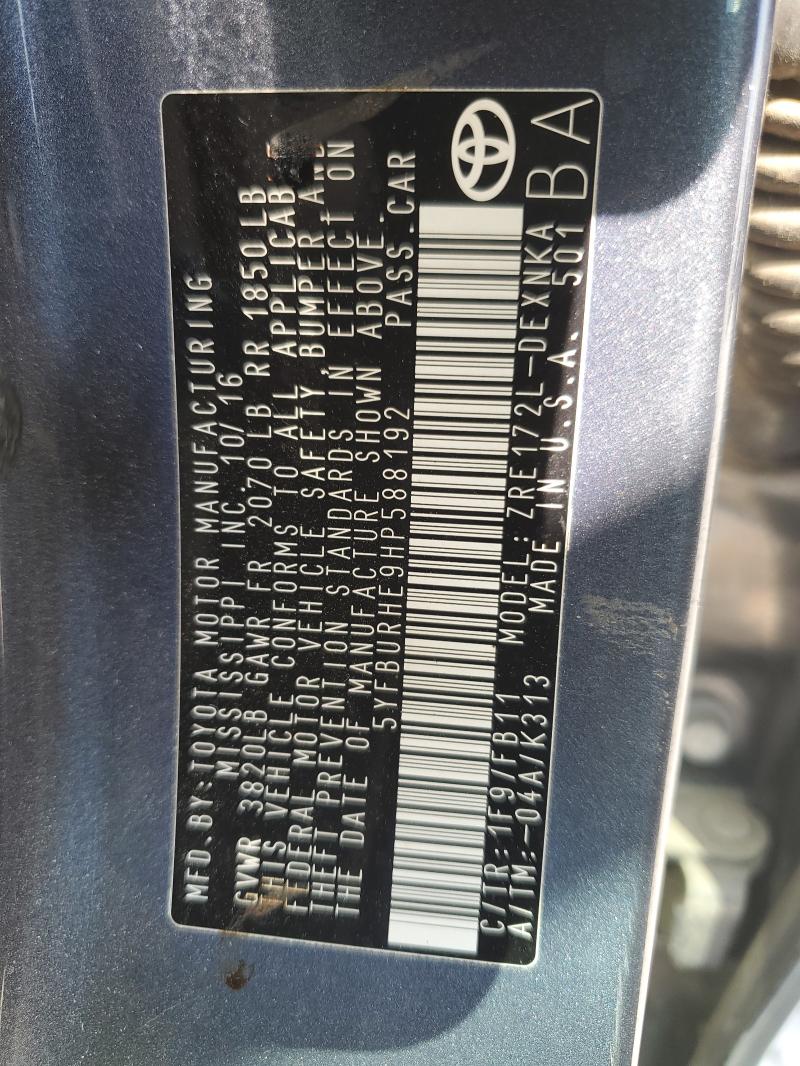 MFD.BY:TOYOTA MOTOR MANUFACTURING
MISSISSIPPI INC 10/16
GVWR 3820LB GAWR FR 2070 LB RR 1850LB
THIS VEHICLE CONFORMS TO ALL APPLICAB
FEDERAL MOTOR VEHICLE SAFETY, BUMPER AND
THEFT PREVENTION STANDARDS IN EFFECT ON
THE DATE OF MANUFACTURE SHOWN ABOVE.
5YFBURHE9HP588192 PASS.CAR
C/TR:1F9/FB11 MODEL:ZRE172L-DEXNKA
A/TM:-04A/K313 MADE IN U.S.A. 501
BA